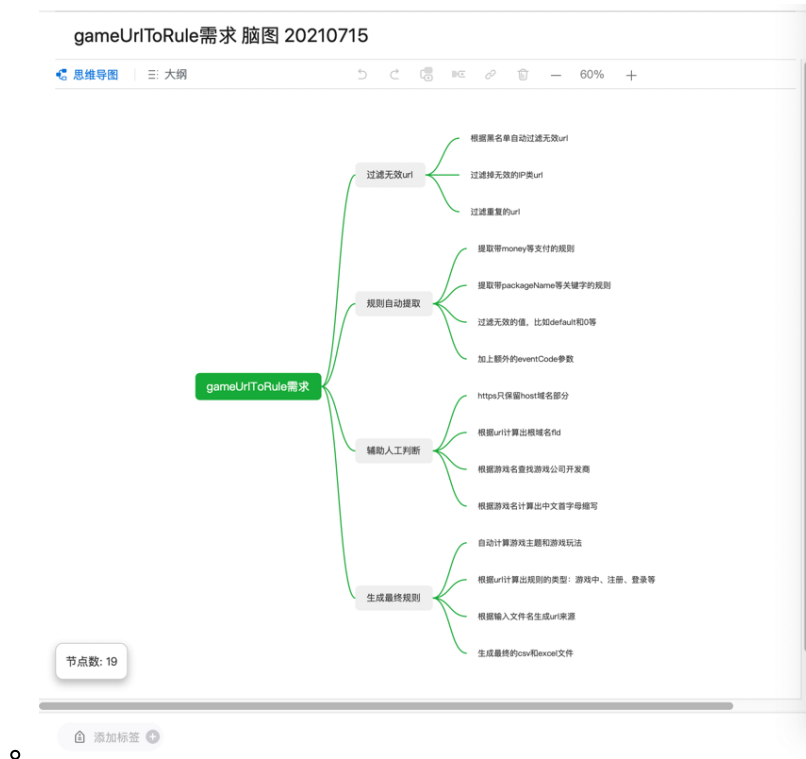 gameUrlToRule需求 脑图 20210715
思维导图
大纲
60%
根据黑名单自动过滤无效url
过滤无效url
过滤掉无效的IP类url
过滤重复的url
提取带money等支付的规则
提取带packageName等关键字的规则
规则自动提取
过滤无效的值，比如default和0等
加上额外的eventCode参数
gameUrlToRule需求
https只保留host域名部分
根据url计算出根域名fld
辅助人工判断
根据游戏名查找游戏公司开发商
根据游戏名计算出中文首字母缩写
自动计算游戏主题和游戏玩法
根据url计算出规则的类型：游戏中、注册、登录等
生成最终规则
根据输入文件名生成url来源
生成最终的csv和excel文件
节点数: 19
添加标签